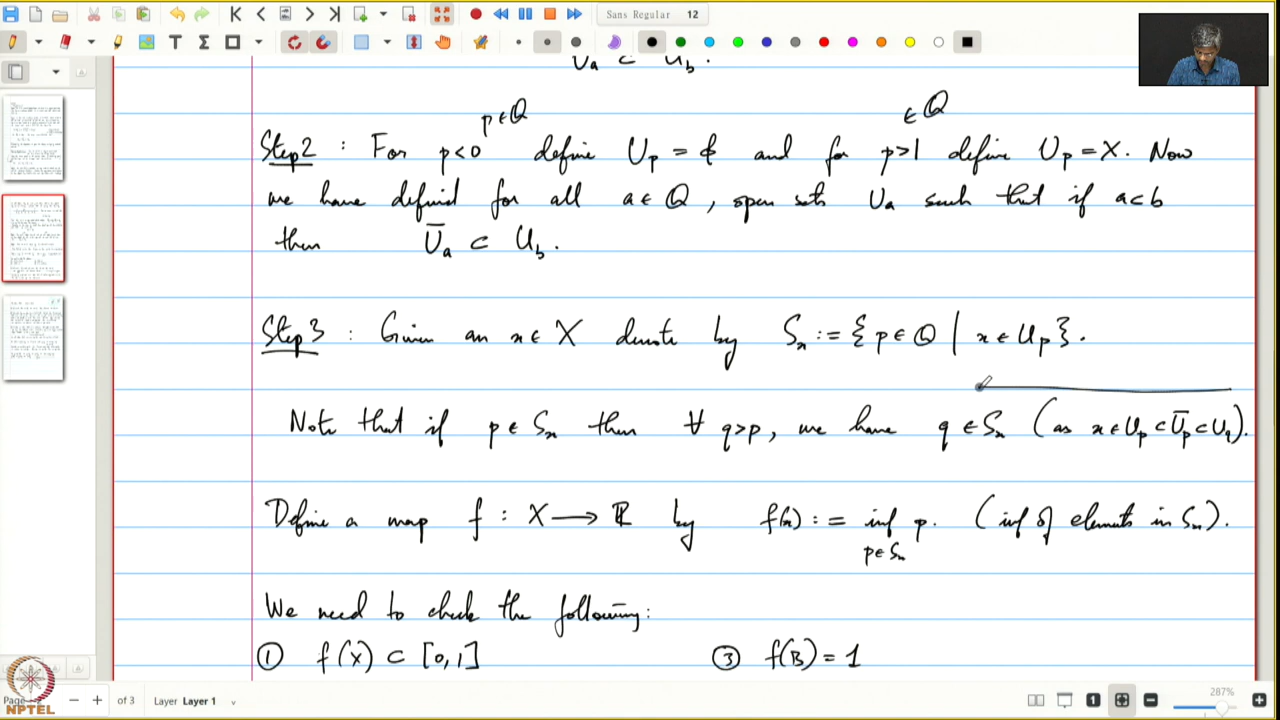 Sans Regular 12
Ua ⊂ Ub.
p∈Q ∈Q
Step2 : For p<0 define Up = ϕ and for p>1 define Up = X. Now
we have defined for all a∈Q, open sets Ua such that if a<b
then Ūa ⊂ Ub.
Step3 : Given an x∈X denote by Sx := {p∈Q | x∈Up}.
Note that if p∈Sx then ∀ q>p, we have q∈Sx (as x∈Up⊂Ūp⊂Uq).
Define a map f : X → R by f(x) := inf p. (inf of elements in Sx).
p∈Sx
We need to check the following:
① f(X) ⊂ [0,1] ③ f(B) = 1
Page of 3 Layer Layer 1 287%
NPTEL